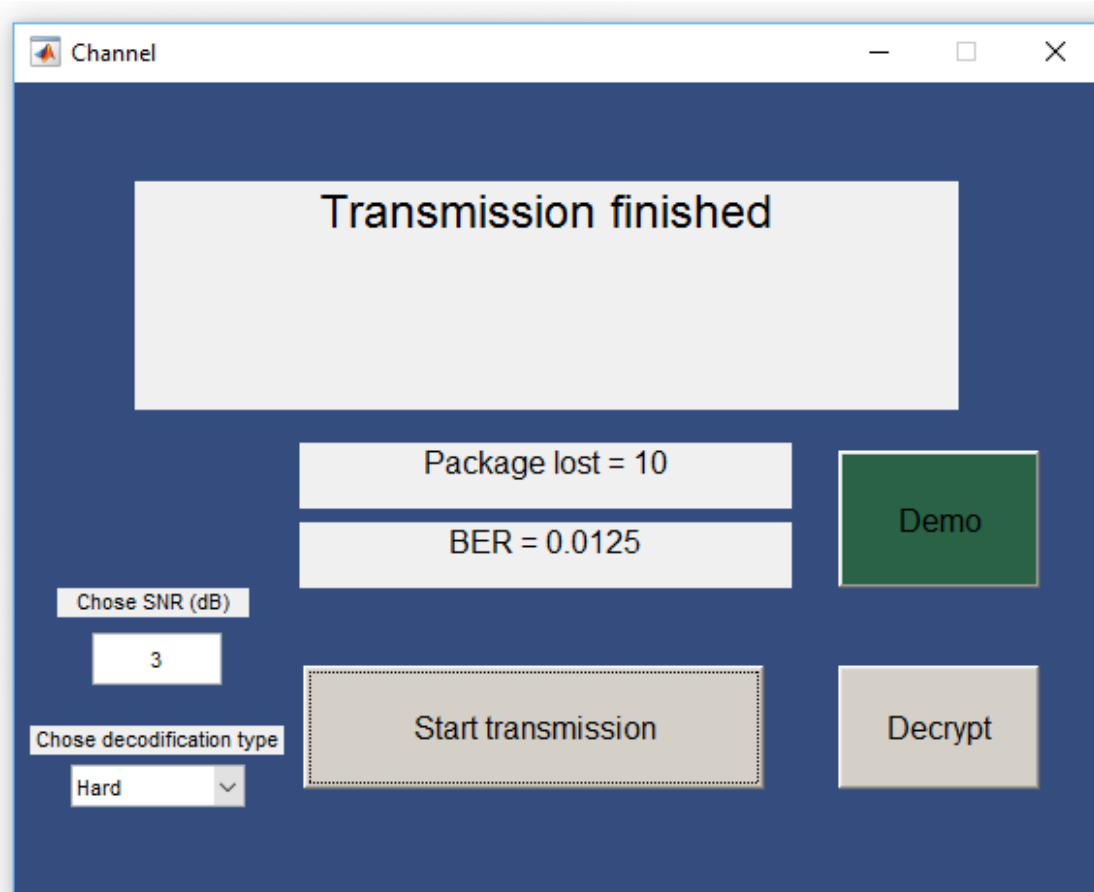 Channel
Transmission finished
Package lost = 10
BER = 0.0125
Demo
Chose SNR (dB)
3
Start transmission
Decrypt
Chose decodification type
Hard